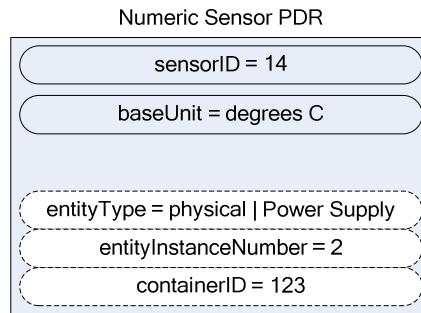 Numeric Sensor PDR
sensorID = 14
baseUnit = degrees C
entityType = physical | Power Supply
entityInstanceNumber = 2
containerID = 123